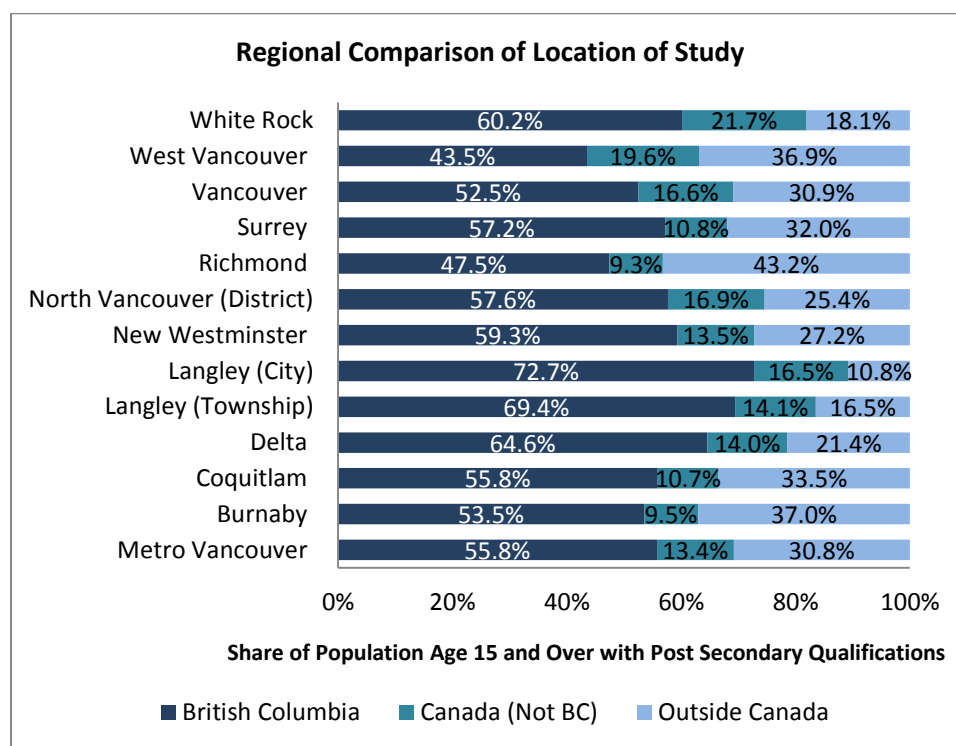 Regional Comparison of Location of Study
White Rock 60.2% 21.7% 18.1%
West Vancouver 43.5% 19.6% 36.9%
Vancouver 52.5% 16.6% 30.9%
Surrey 57.2% 10.8% 32.0%
Richmond 47.5% 9.3% 43.2%
North Vancouver (District) 57.6% 16.9% 25.4%
New Westminster 59.3% 13.5% 27.2%
Langley (City) 72.7% 16.5% 10.8%
Langley (Township) 69.4% 14.1% 16.5%
Delta 64.6% 14.0% 21.4%
Coquitlam 55.8% 10.7% 33.5%
Burnaby 53.5% 9.5% 37.0%
Metro Vancouver 55.8% 13.4% 30.8%
0% 20% 40% 60% 80% 100%
Share of Population Age 15 and Over with Post Secondary Qualifications
British Columbia Canada (Not BC) Outside Canada